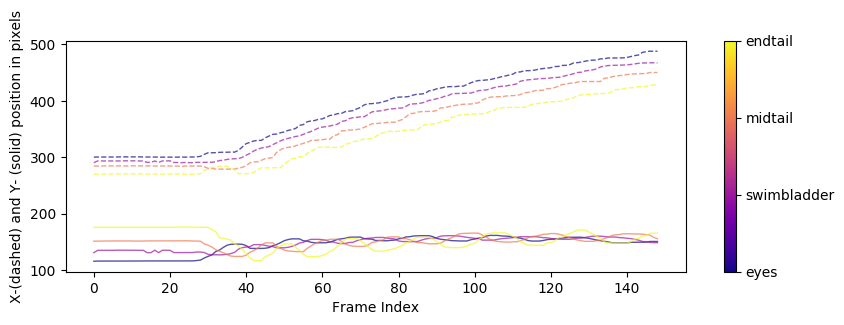 X-(dashed) and Y- (solid) position in pixels
500
400
300
200
100
0
20
40
60
80
100
120
140
Frame Index
endtail
midtail
swimbladder
eyes